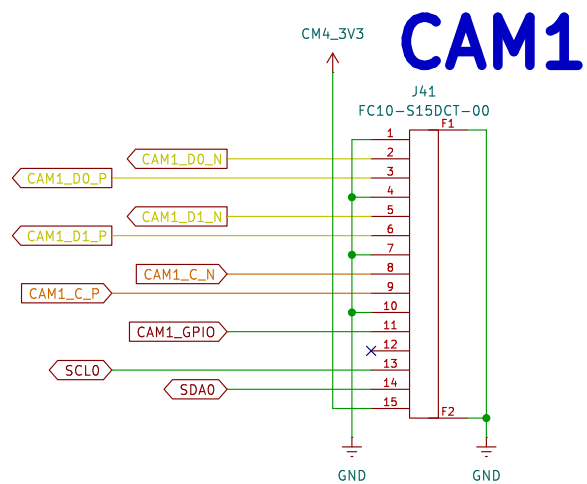 CAM1
CM4_3V3
J41
FC10-S15DCT-00
F1
1
CAM1_D0_N 2
CAM1_D0_P 3
4
CAM1_D1_N 5
CAM1_D1_P 6
7
CAM1_C_N 8
CAM1_C_P 9
10
CAM1_GPIO 11
12
SCL0 13
SDA0 14
15
F2
GND GND